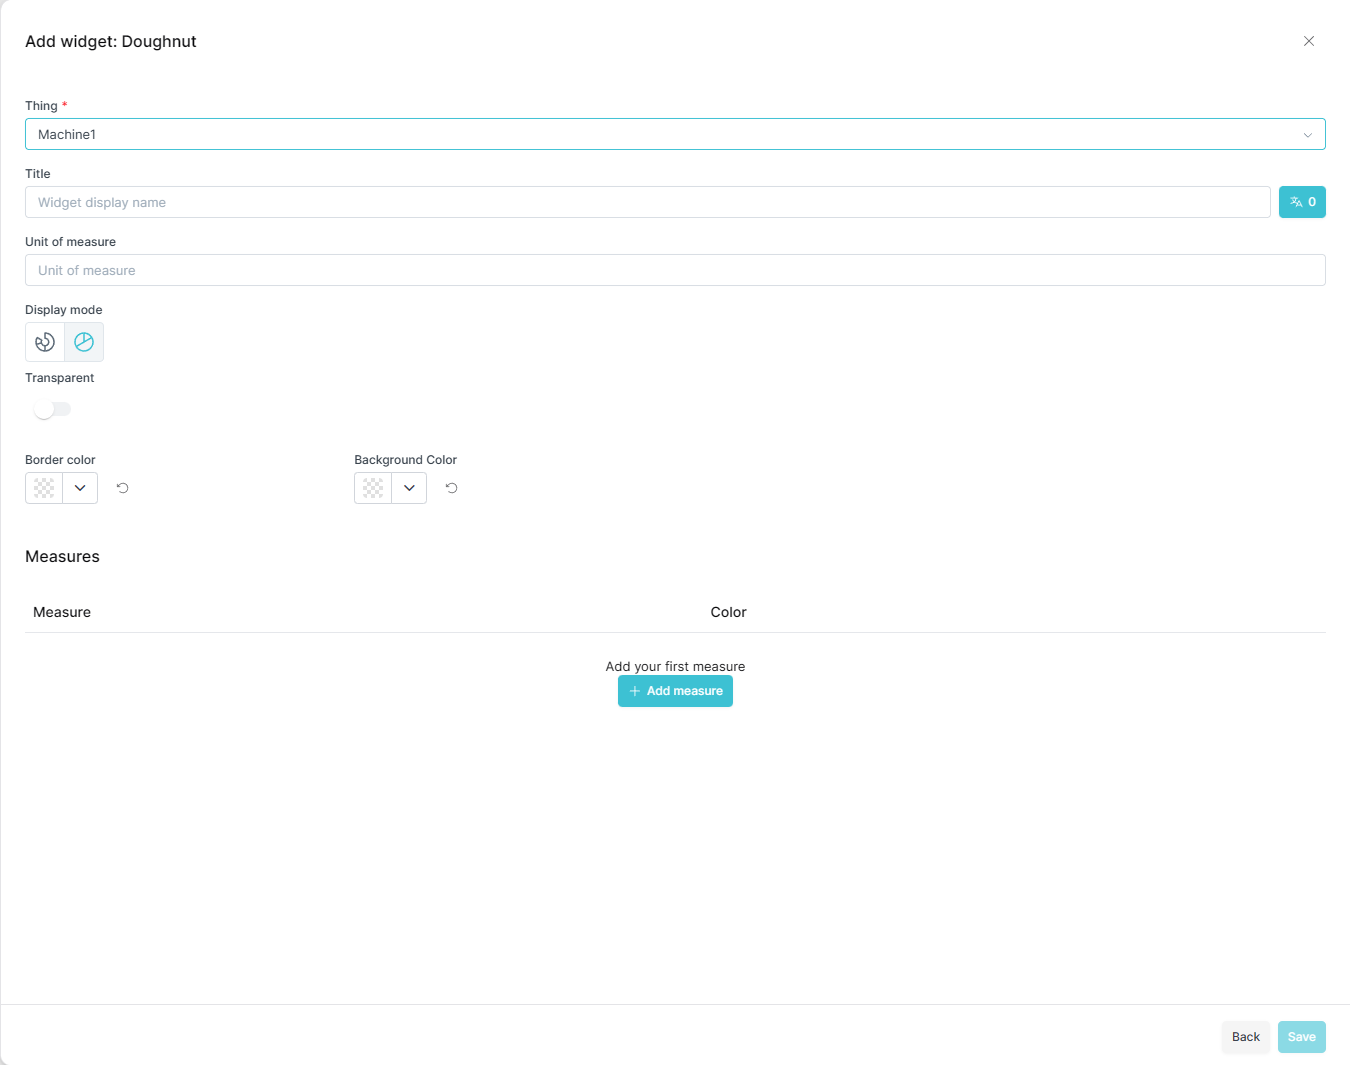 Add widget: Doughnut
Thing *
Machine1
Title
Widget display name
0
Unit of measure
Unit of measure
Display mode
Transparent
Border color
Background Color
Measures
Measure
Color
Add your first measure
Add measure
Back
Save